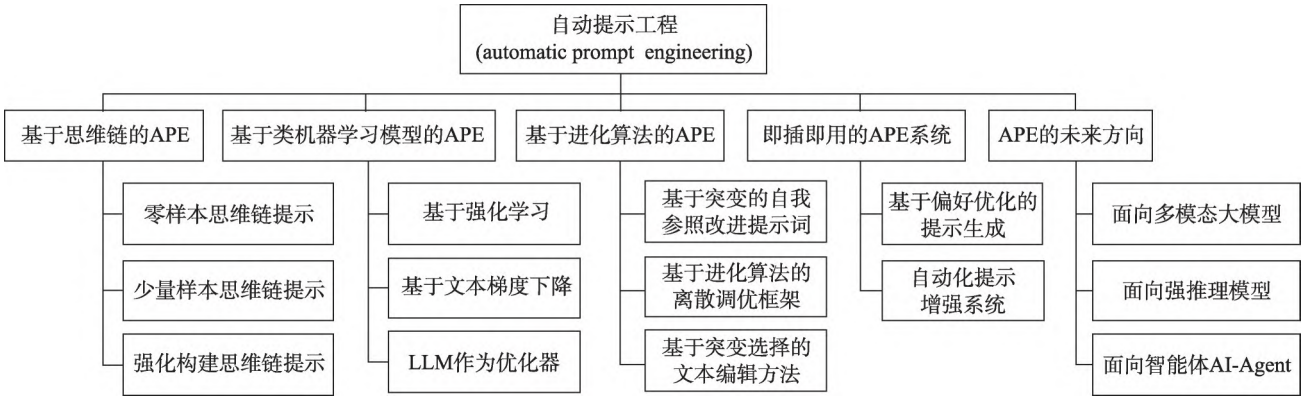 自动提示工程
(automatic prompt engineering)
基于思维链的APE
零样本思维链提示
少量样本思维链提示
强化构建思维链提示
基于类机器学习模型的APE
基于强化学习
基于文本梯度下降
LLM作为优化器
基于进化算法的APE
基于突变的自我
参照改进提示词
基于进化算法的
离散调优框架
基于突变选择的
文本编辑方法
即插即用的APE系统
基于偏好优化的
提示生成
自动化提示
增强系统
APE的未来方向
面向多模态大模型
面向强推理模型
面向智能体AI-Agent